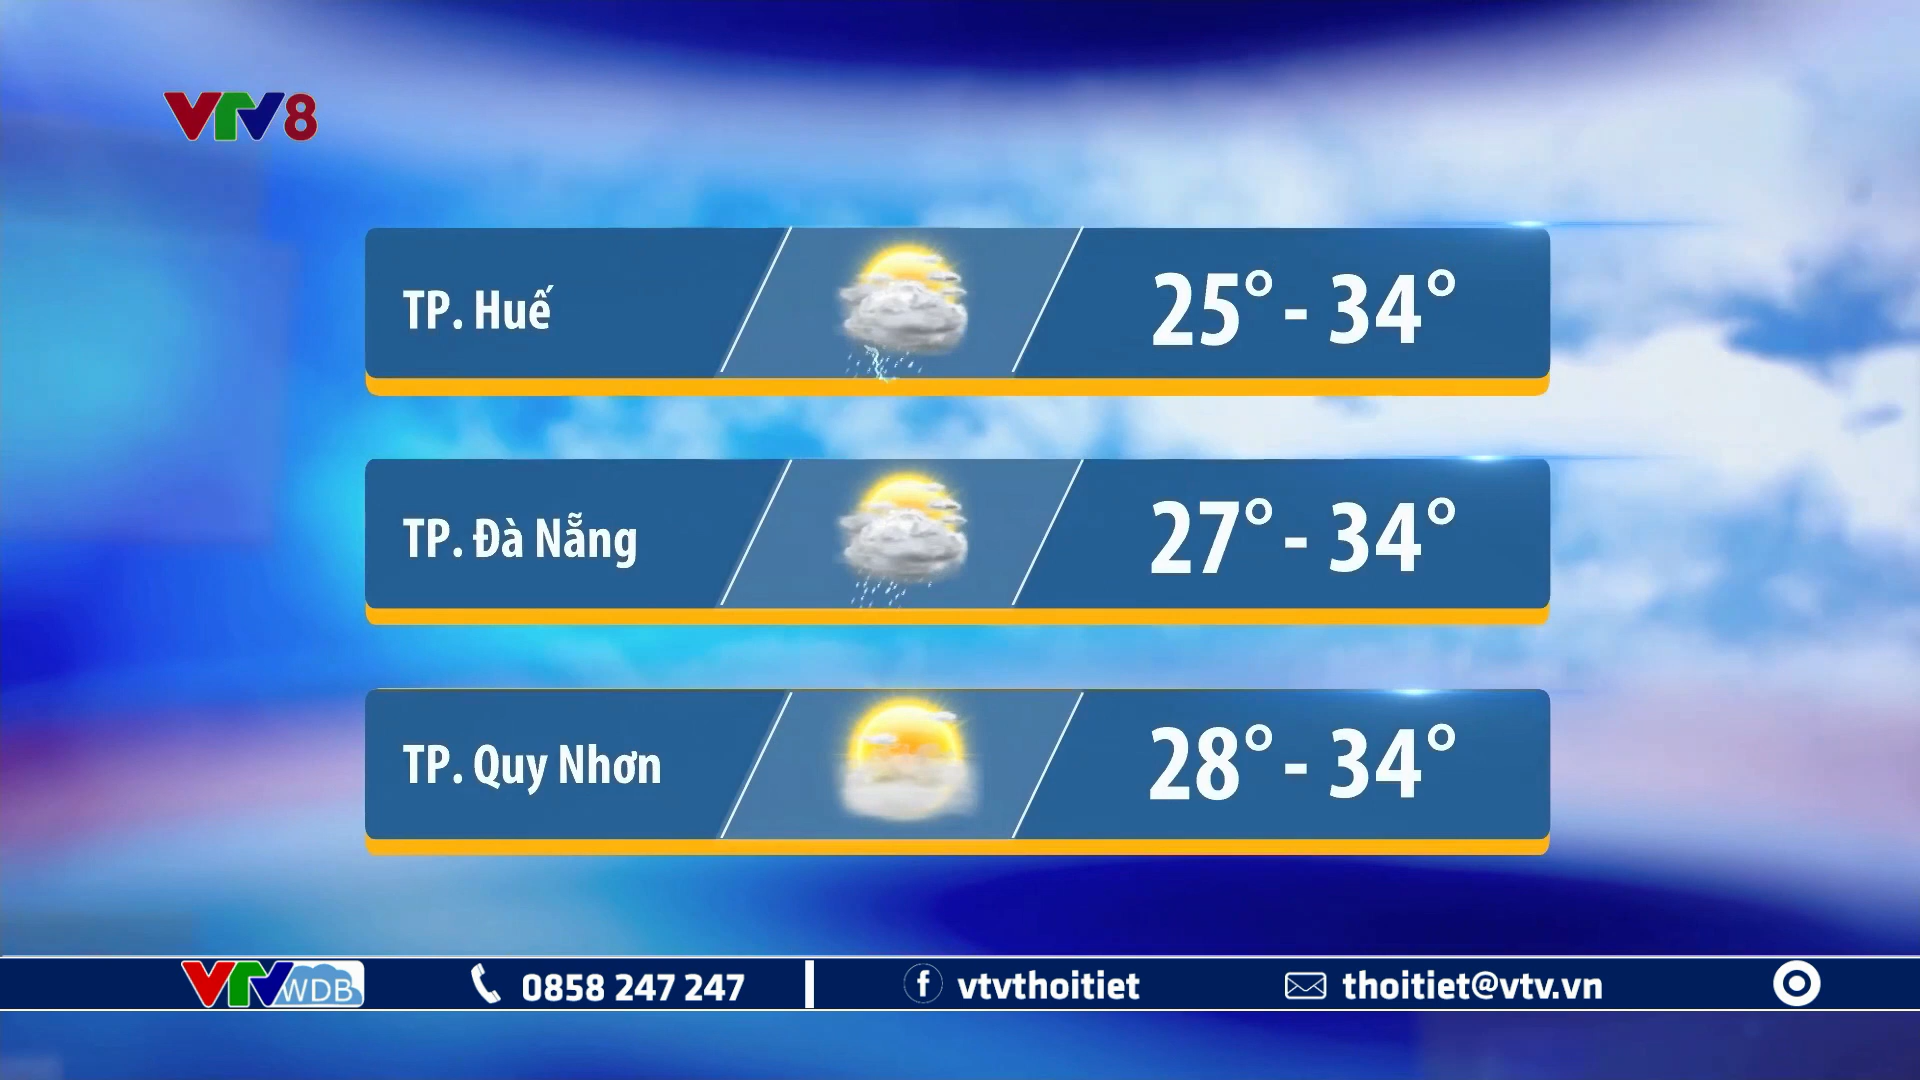 VTV8
TP. Huế 25° - 34°
TP. Đà Nẵng 27° - 34°
TP. Quy Nhơn 28° - 34°
VTV WDB 0858 247 247 f vtvthoitiet thoitiet@vtv.vn